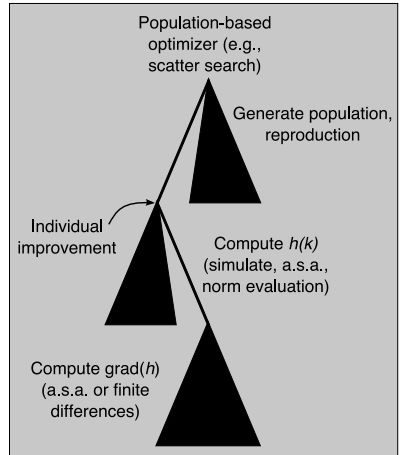 Population-based
optimizer (e.g.,
scatter search)
Generate population,
reproduction
Individual
improvement
Compute h(k)
(simulate, a.s.a.,
norm evaluation)
Compute grad(h)
(a.s.a. or finite
differences)